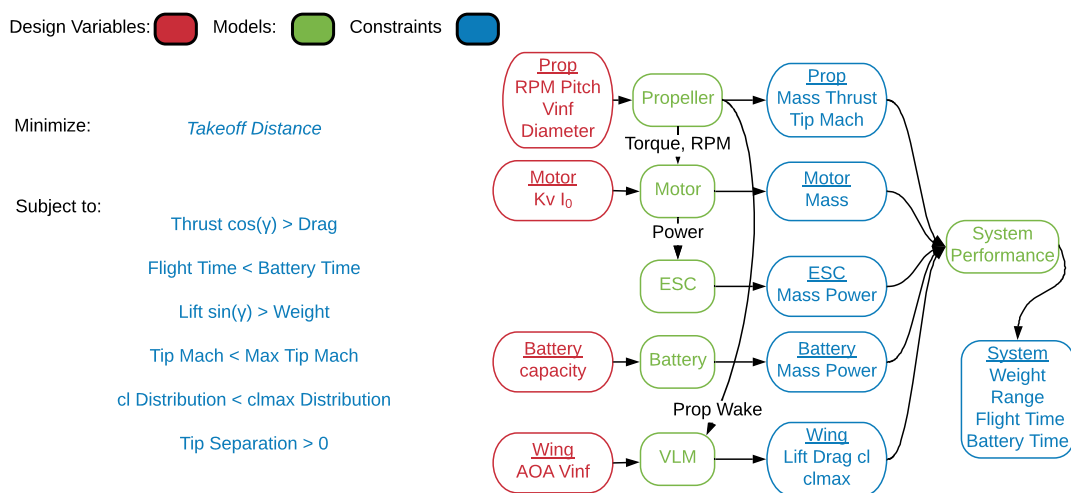 Design Variables: Models: Constraints
Minimize:
Takeoff Distance
Subject to:
Thrust cos(γ) > Drag
Flight Time < Battery Time
Lift sin(γ) > Weight
Tip Mach < Max Tip Mach
cl Distribution < clmax Distribution
Tip Separation > 0
Prop
RPM Pitch
Vinf
Diameter
Propeller
Prop
Mass Thrust
Tip Mach
Torque, RPM
Motor
Kv I₀
Motor
Motor
Mass
Power
ESC
ESC
Mass Power
Battery
capacity
Battery
Battery
Mass Power
Prop Wake
Wing
AOA Vinf
VLM
Wing
Lift Drag cl
clmax
System
Performance
System
Weight
Range
Flight Time
Battery Time